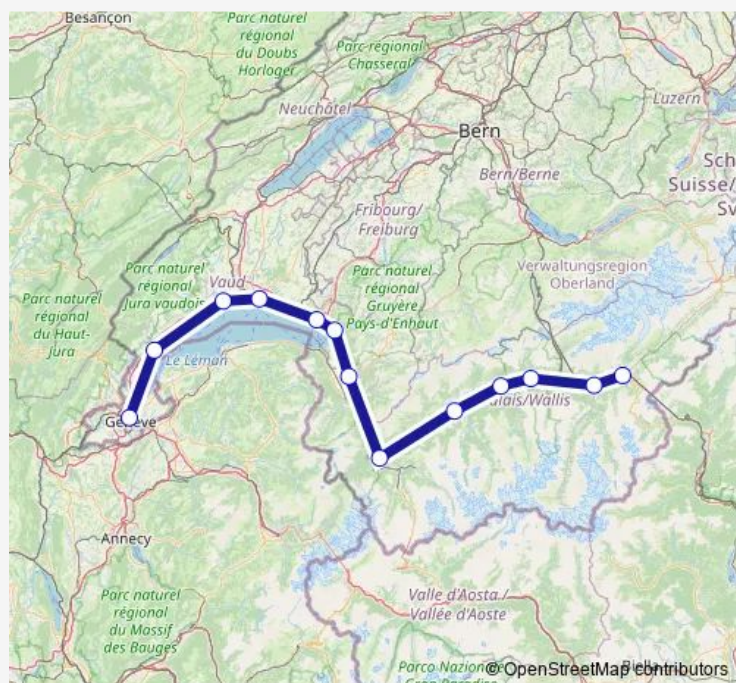 Besançon
Parc naturel
régional
du Doubs
Horloger
Parc régional
Chasseral
Neuchâtel
Luzern
Bern
Bern/Berne
Sch
Suisse/
Sv
Fribourg/
Freiburg
Verwaltungsregion
Oberland
Parc naturel
régional
Jura vaudois
Vaud
Parc naturel
régional
Gruyère
Pays-d'Enhaut
Parc naturel
régional
du Haut-
jura
Le Léman
alais/Wallis
Genève
Annecy
Parc naturel
régional
du Massif
des Bauges
Valle d'Aosta /
Vallée d'Aoste
Parco Nazion
© OpenStreetMap contributors